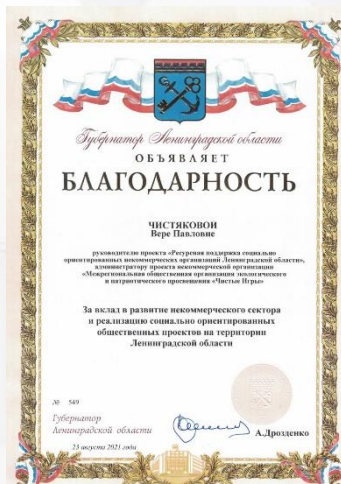 Губернатор Ленинградской области
ОБЪЯВЛЯЕТ
БЛАГОДАРНОСТЬ
ЧИСТЯКОВОЙ
Вере Павловне
руководителю проекта «Ресурсная поддержка социально
ориентированных некоммерческих организаций Ленинградской области»,
администратору проекта некоммерческой организации
«Межрегиональная общественная организация экологического
и патриотического просвещения «Чистые Игры»
За вклад в развитие некоммерческого сектора
и реализацию социально ориентированных
общественных проектов на территории
Ленинградской области
№ 589
Губернатор
Ленинградской области
А.Дрозденко
23 августа 2021 года